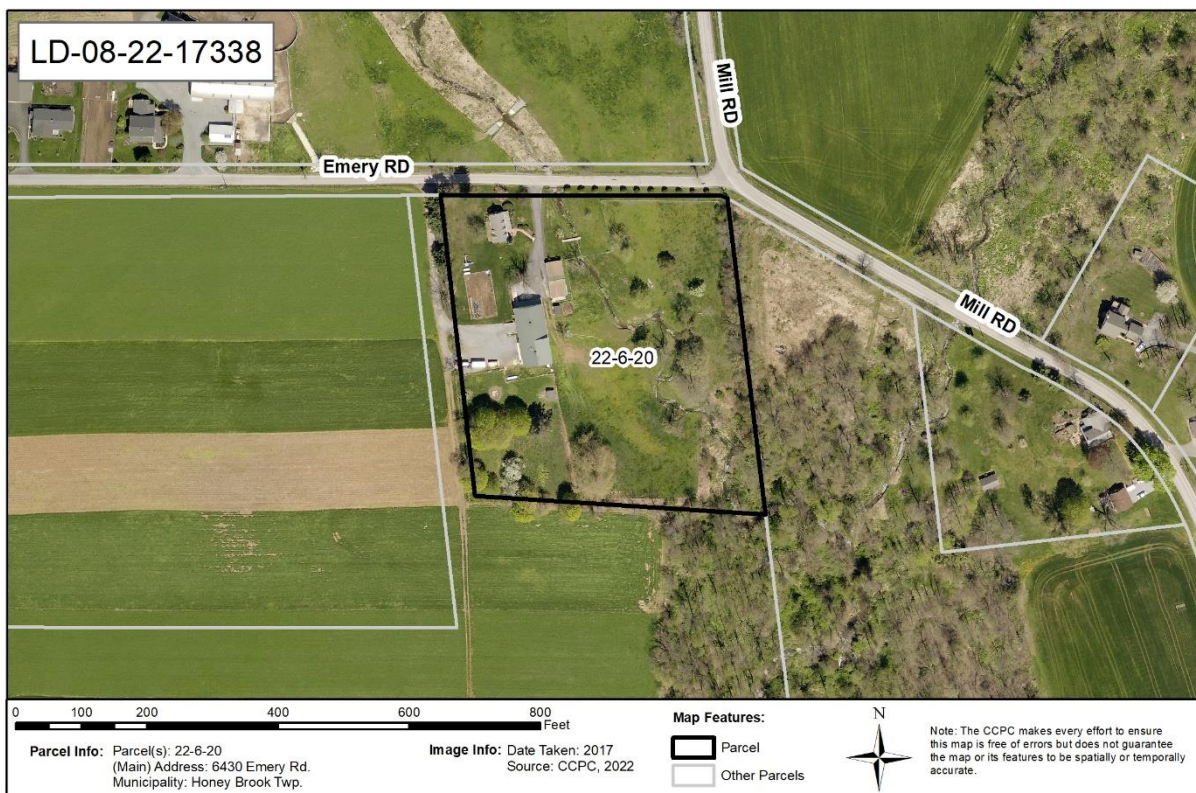 LD-08-22-17338
Mill RD
Emery RD
Mill RD
22-6-20
0 100 200 400 600 800
Feet
Parcel Info: Parcel(s): 22-6-20
(Main) Address: 6430 Emery Rd.
Municipality: Honey Brook Twp.
Image Info: Date Taken: 2017
Source: CCPC, 2022
Map Features:
Parcel
Other Parcels
N
Note: The CCPC makes every effort to ensure
this map is free of errors but does not guarantee
the map or its features to be spatially or temporally
accurate.